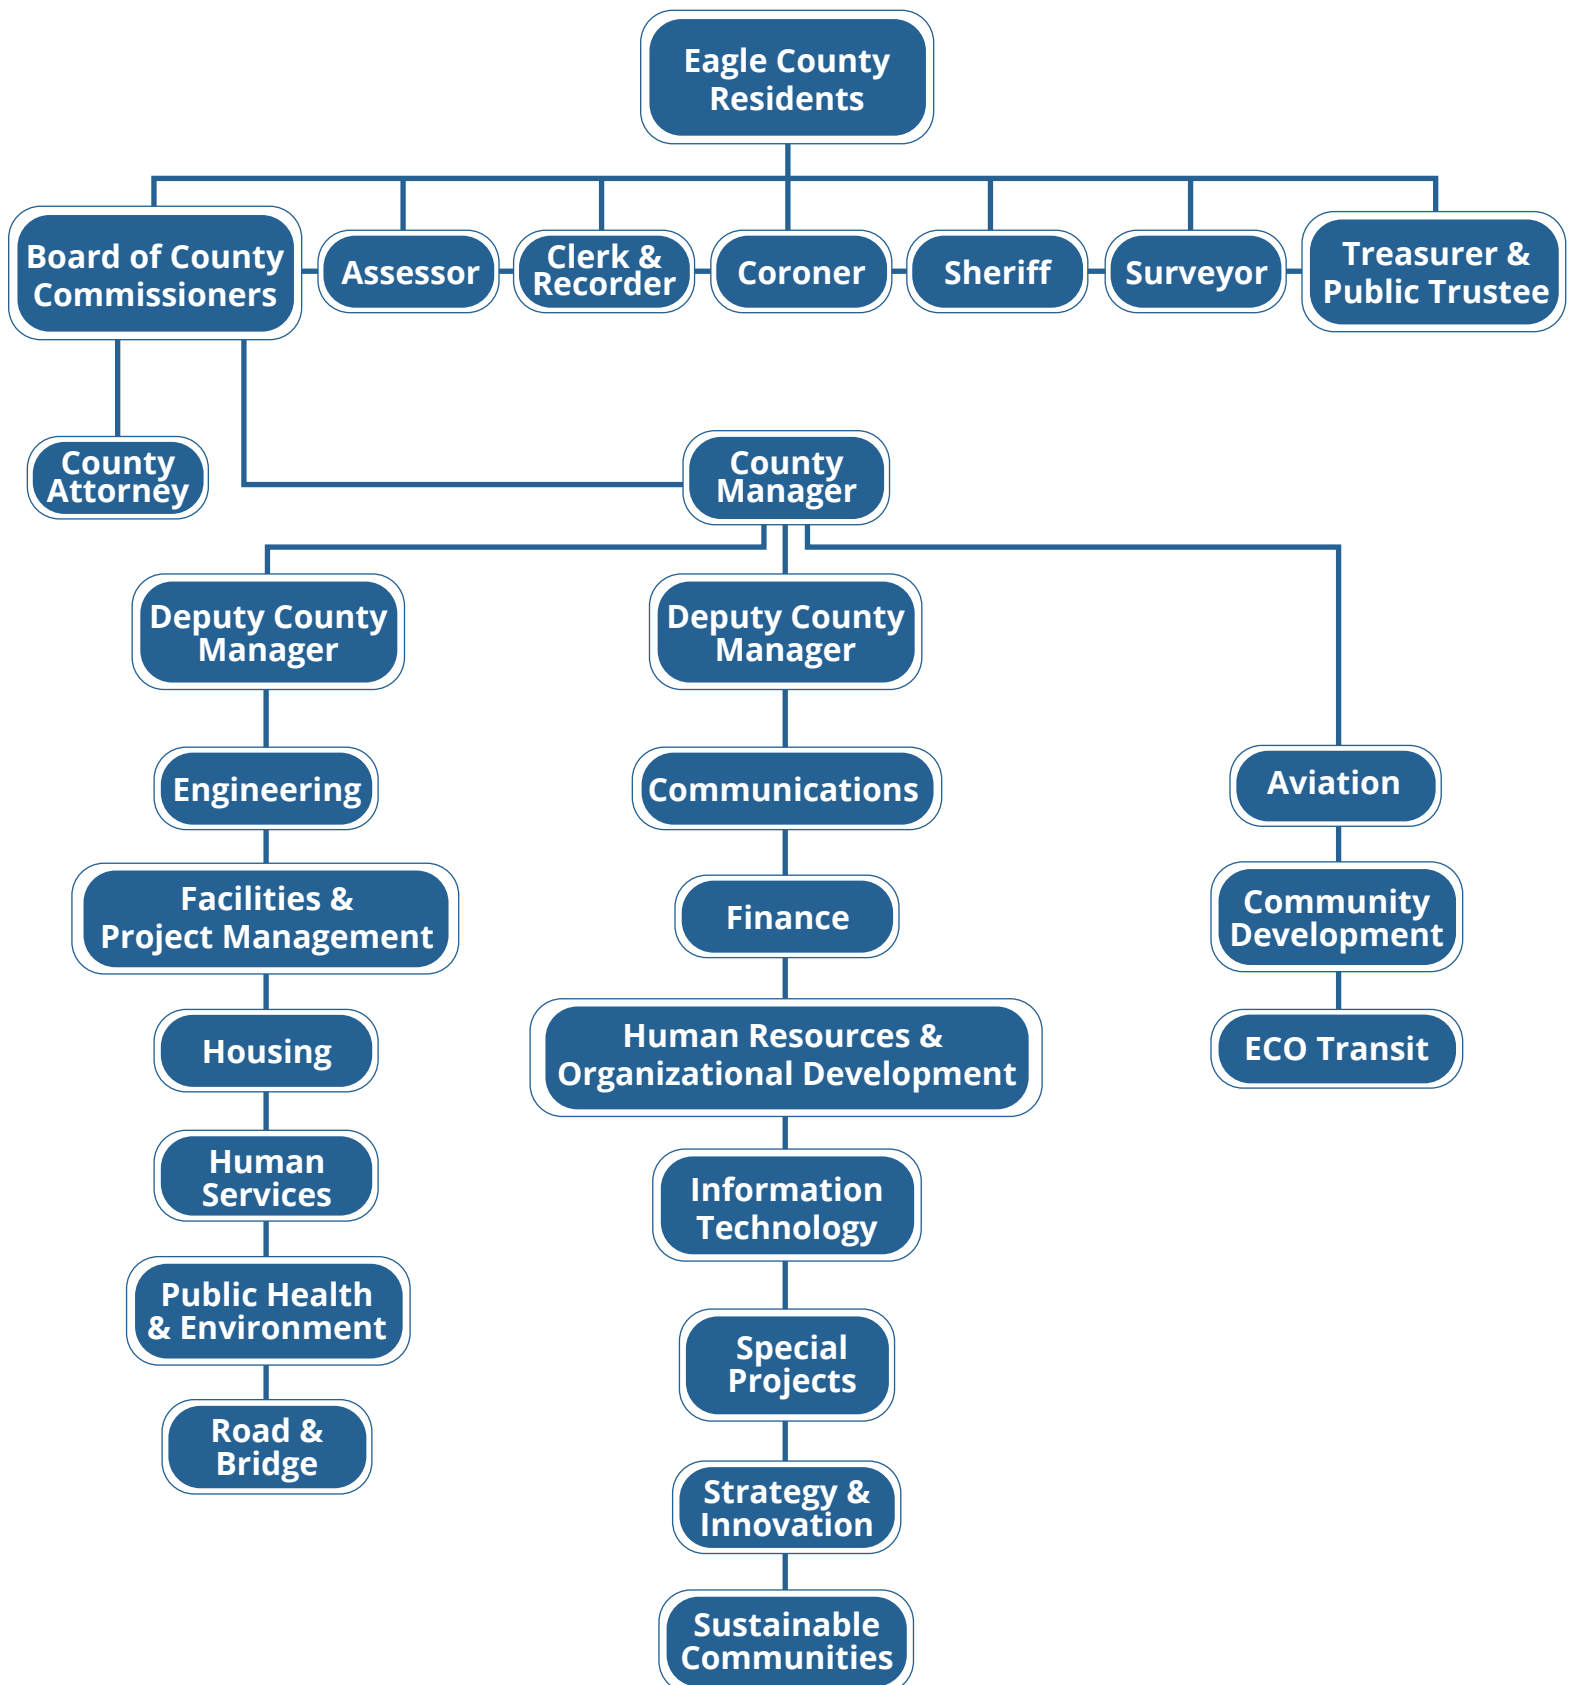 Eagle County
Residents
Board of County
Commissioners
Assessor
Clerk &
Recorder
Coroner
Sheriff
Surveyor
Treasurer &
Public Trustee
County
Attorney
County
Manager
Deputy County
Manager
Deputy County
Manager
Engineering
Facilities &
Project Management
Housing
Human
Services
Public Health
& Environment
Road &
Bridge
Communications
Finance
Human Resources &
Organizational Development
Information
Technology
Special
Projects
Strategy &
Innovation
Sustainable
Communities
Aviation
Community
Development
ECO Transit